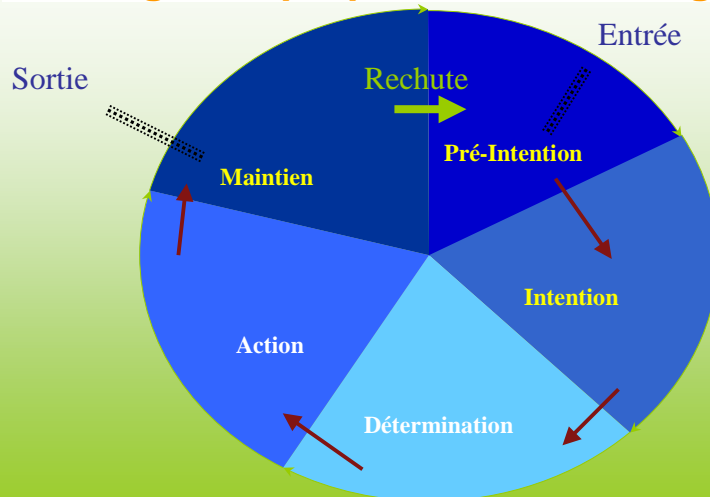 Entrée
Sortie
Rechute
Pré-Intention
Maintien
Intention
Action
Détermination